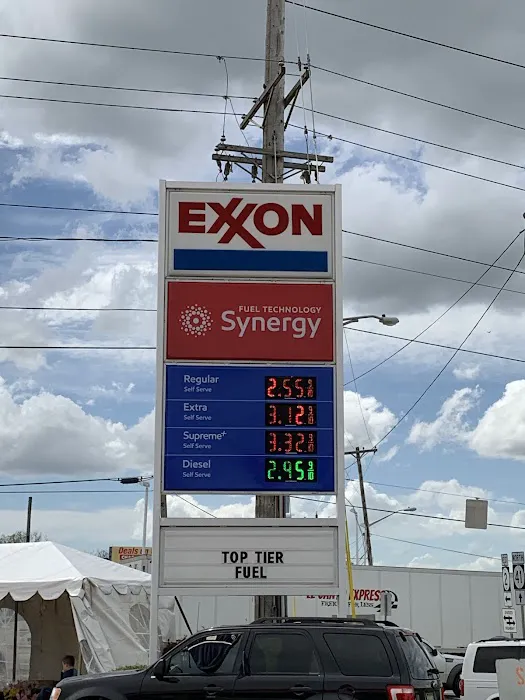 EXXON
FUEL TECHNOLOGY
Synergy
Regular
Self Serve
2.55 9/10
Extra
Self Serve
3.12 9/10
Supreme+
Self Serve
3.32 9/10
Diesel
Self Serve
2.45 9/10
TOP TIER
FUEL
Deals
EXPRESS